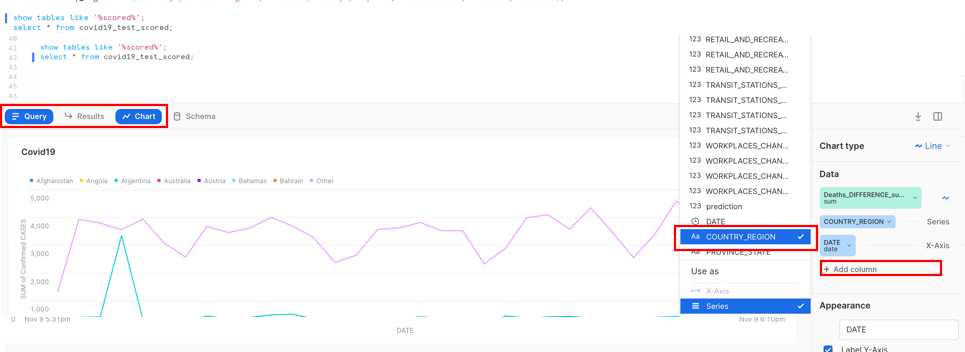 show tables like '%scored%';
select * from covid19_test_scored;
40
41 show tables like '%scored%';
42 select * from covid19_test_scored;
43
44
45
46
Query Results Chart Schema
Covid19
Afghanistan Angola Argentina Australia Austria Bahamas Bahrain Other
SUM of Confirmed CASES
5,000
4,000
3,000
2,000
1,000
0
Nov 9 5:31pm
Nov 9 6:10pm
DATE
123 RETAIL_AND_RECREA...
123 RETAIL_AND_RECREA...
123 RETAIL_AND_RECREA...
123 TRANSIT_STATIONS_...
123 TRANSIT_STATIONS_...
123 TRANSIT_STATIONS_...
123 TRANSIT_STATIONS_...
123 WORKPLACES_CHAN...
123 WORKPLACES_CHAN...
123 WORKPLACES_CHAN...
123 WORKPLACES_CHAN...
123 prediction
DATE
Aa COUNTRY_REGION
Aa PROVINCE_STATE
Use as
X-Axis
Series
Chart type Line
Data
Deaths_DIFFERENCE_su...
sum
COUNTRY_REGION Series
DATE
date
X-Axis
+ Add column
Appearance
DATE
Label Y-Axis